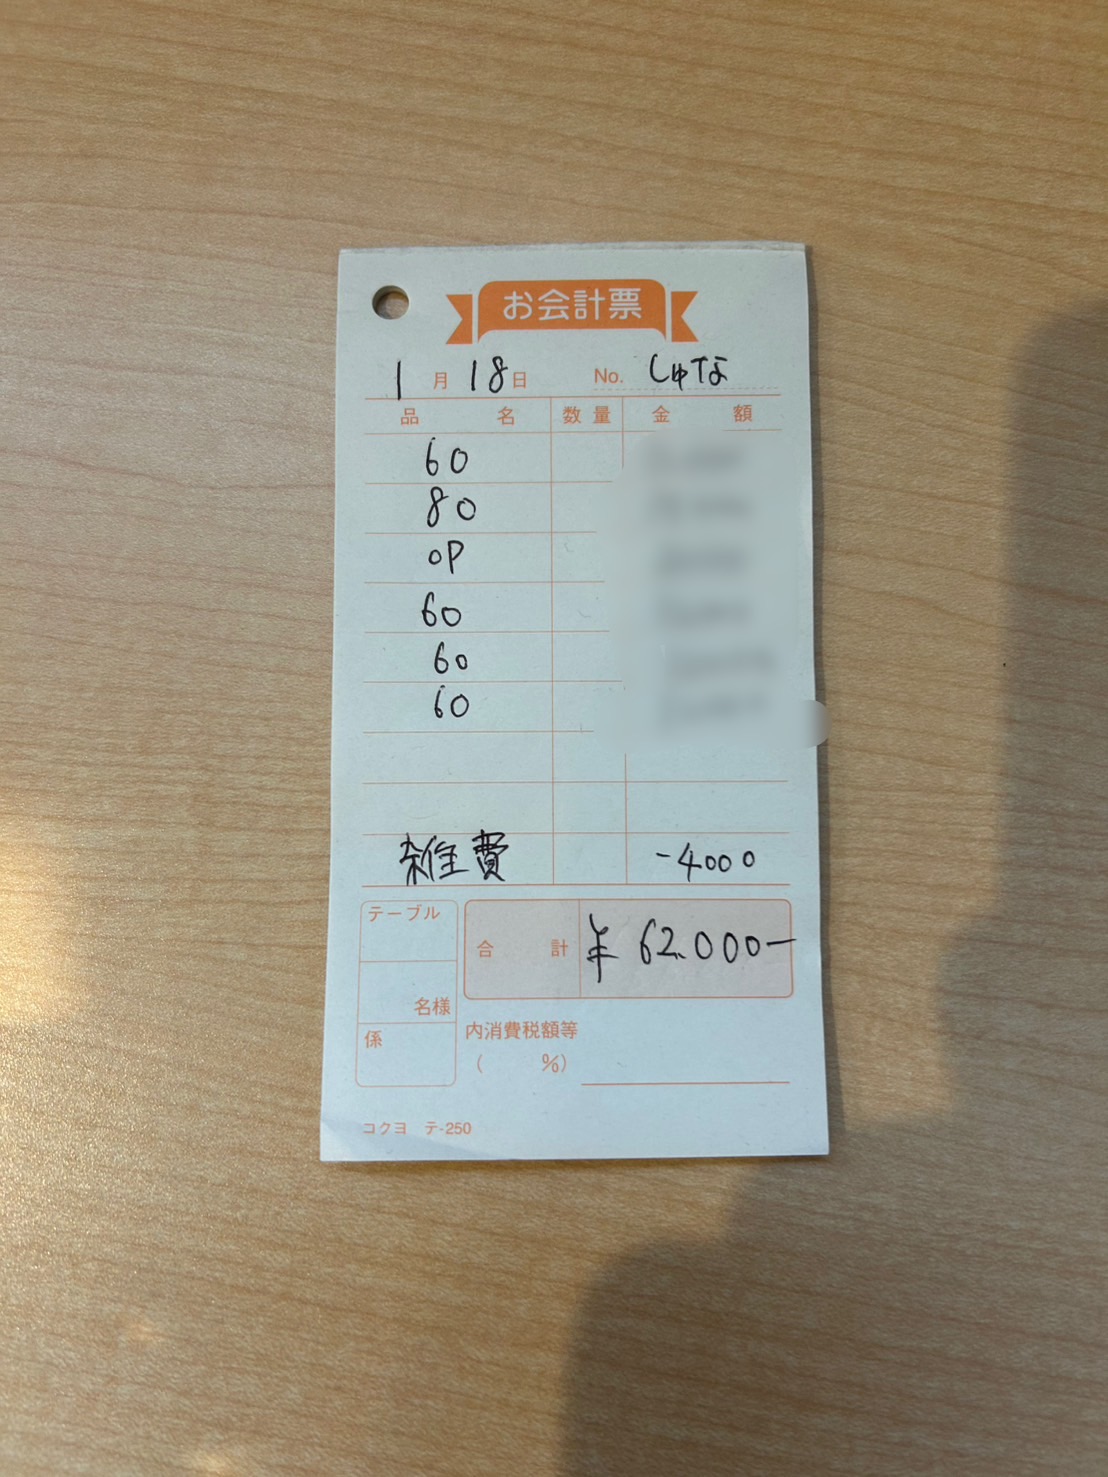 お会計票
1月18日 No. しゅな
品名 数量 金額
60
80
OP
60
60
60
雑費 -4000
テーブル
合計 ¥62.000-
名様
係
内消費税額等
( %)
コクヨ テ-250